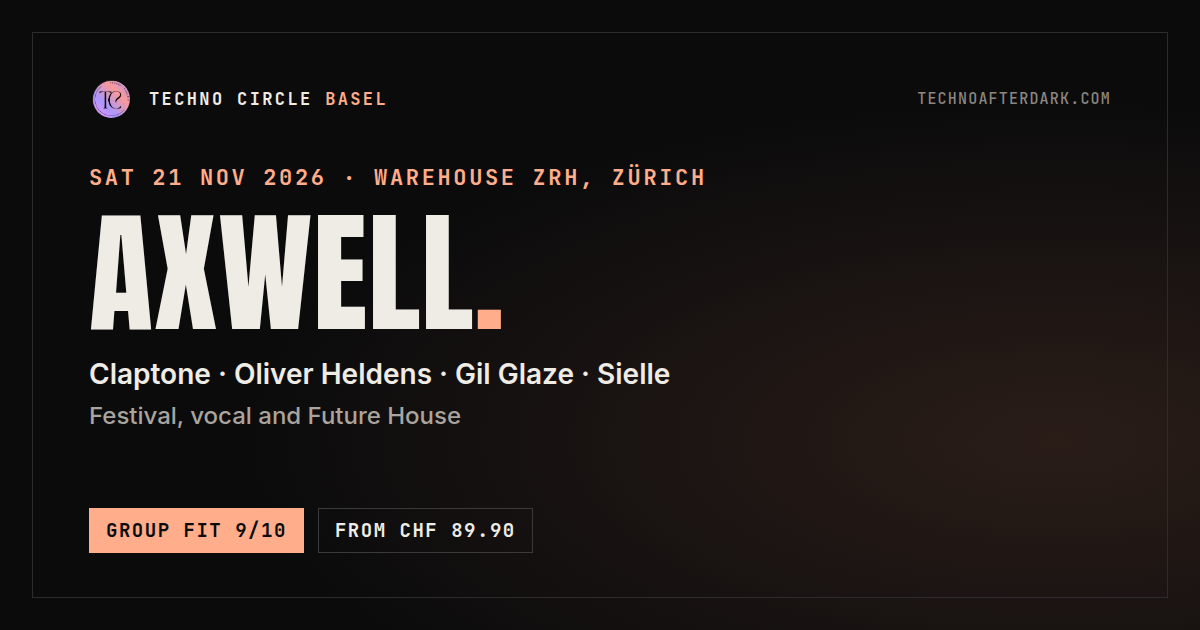 TC
TECHNO CIRCLE BASEL
TECHNOAFTERDARK.COM
SAT 21 NOV 2026 · WAREHOUSE ZRH, ZÜRICH
AXWELL.
Claptone · Oliver Heldens · Gil Glaze · Sielle
Festival, vocal and Future House
GROUP FIT 9/10
FROM CHF 89.90